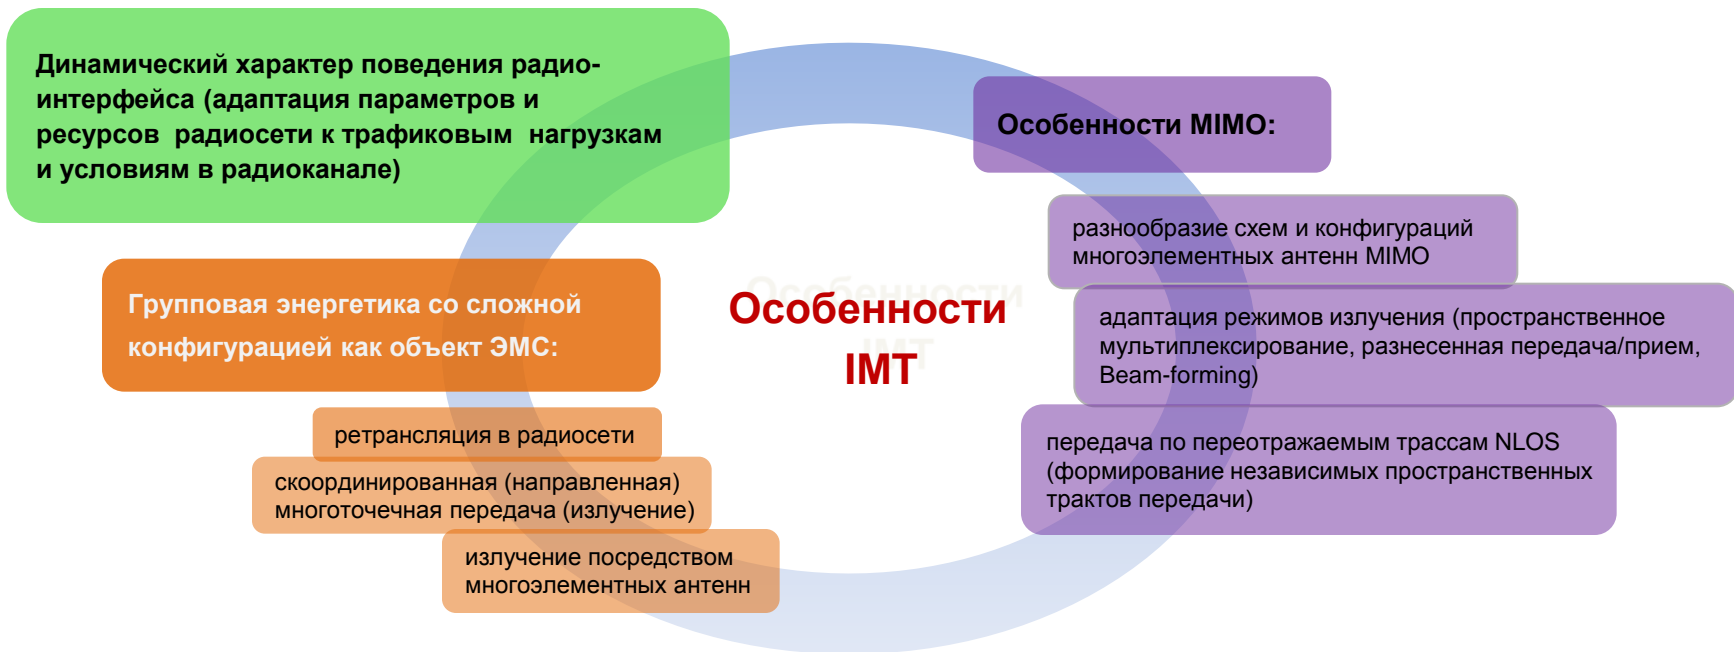 Динамический характер поведения радио-
интерфейса (адаптация параметров и
ресурсов радиосети к трафиковым нагрузкам
и условиям в радиоканале)
Групповая энергетика со сложной
конфигурацией как объект ЭМС:
ретрансляция в радиосети
скоординированная (направленная)
многоточечная передача (излучение)
излучение посредством
многоэлементных антенн
Особенности
IMT
Особенности MIMO:
разнообразие схем и конфигураций
многоэлементных антенн MIMO
адаптация режимов излучения (пространственное
мультиплексирование, разнесенная передача/прием,
Beam-forming)
передача по переотражаемым трассам NLOS
(формирование независимых пространственных
трактов передачи)